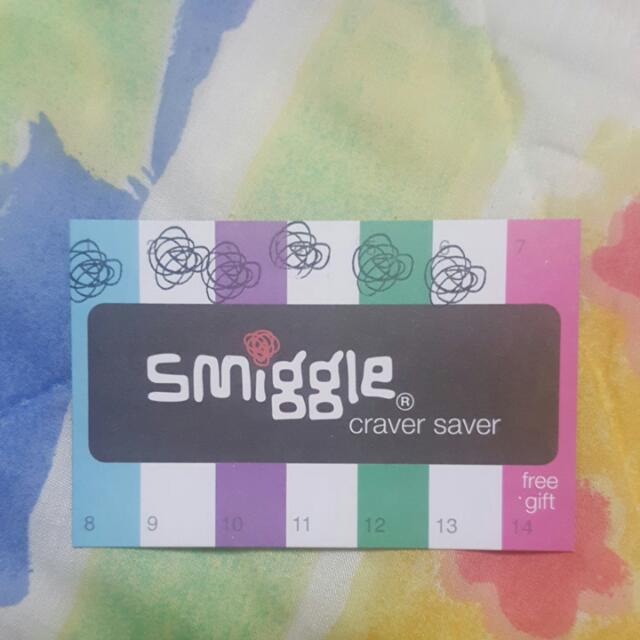 7
smiggle®
craver saver
free
gift
8 9 10 11 12 13 14